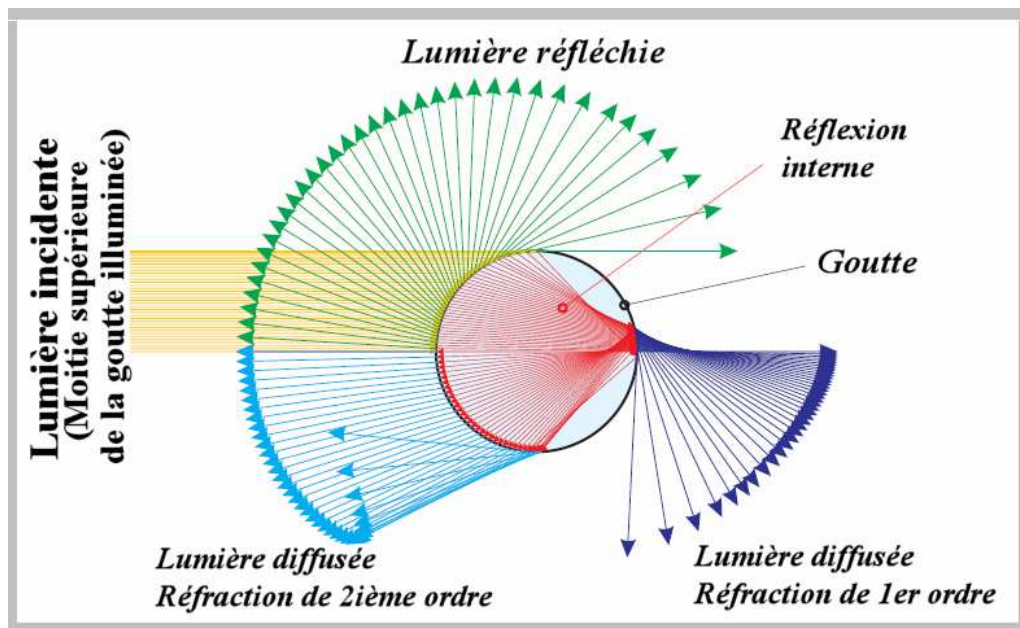 Lumière réfléchie
Lumière incidente
(Moitie supérieure
de la goutte illuminée)
Réflexion
interne
Goutte
Lumière diffusée
Réfraction de 2ième ordre
Lumière diffusée
Réfraction de 1er ordre